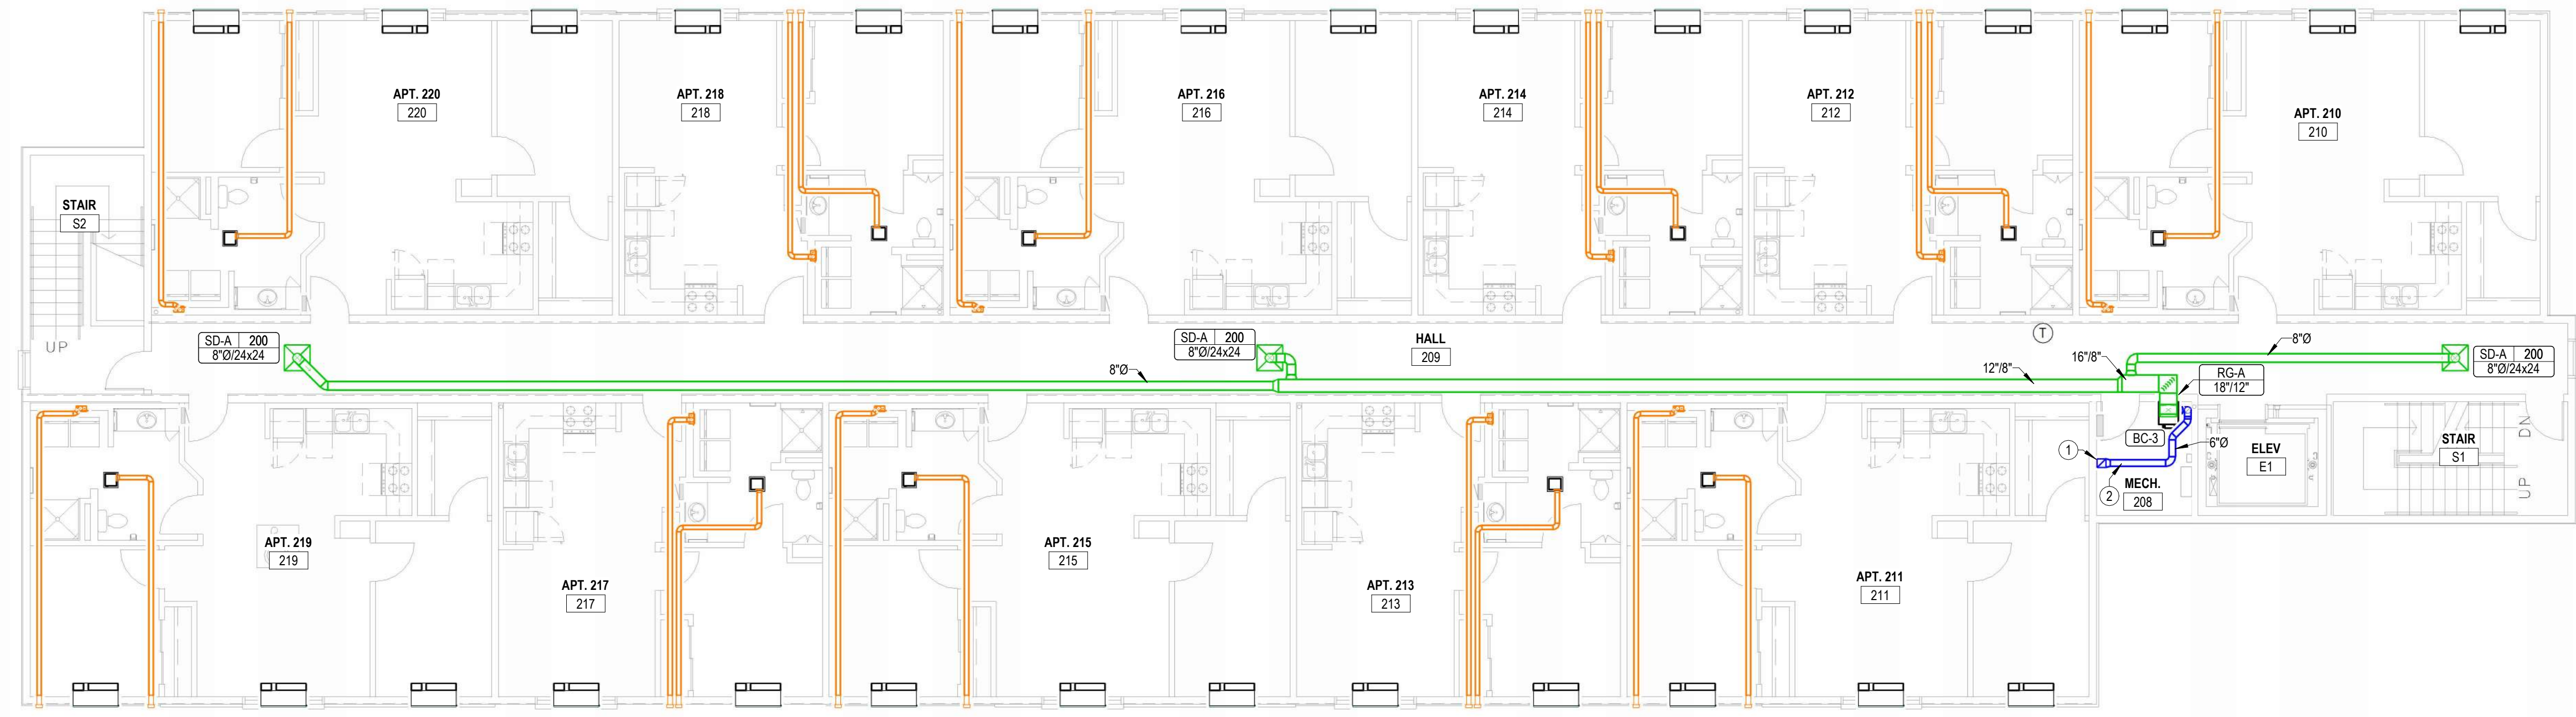 APT. 220
220
APT. 218
218
APT. 216
216
APT. 214
214
APT. 212
212
APT. 210
210
STAIR
S2
UP
SD-A 200
8"Ø/24x24
SD-A 200
8"Ø/24x24
HALL
209
T
8"Ø
SD-A 200
8"Ø/24x24
8"Ø
12"/8"
16"/8"
RG-A
18"/12"
BC-3
6"Ø
1
2
MECH.
208
ELEV
E1
STAIR
S1
DN
UP
APT. 219
219
APT. 217
217
APT. 215
215
APT. 213
213
APT. 211
211